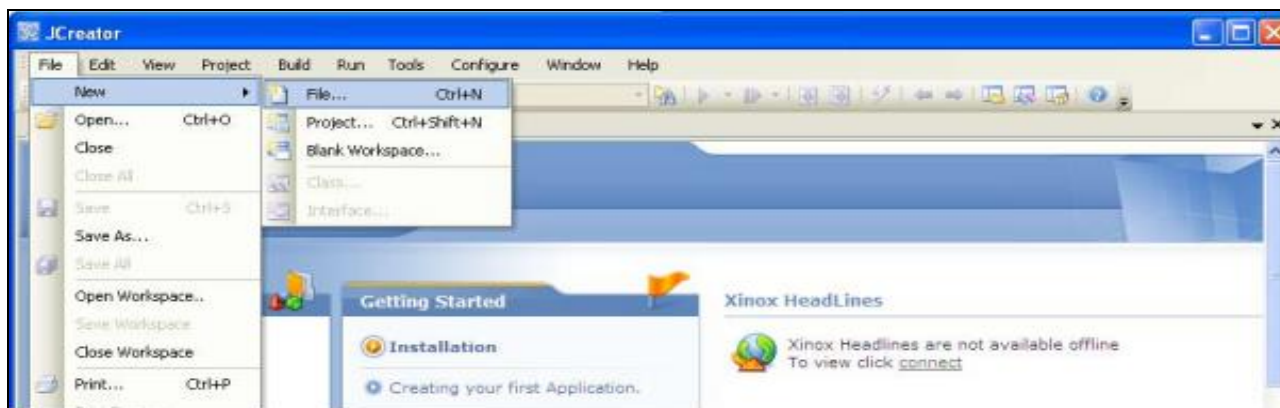 JCreator
File Edit View Project Build Run Tools Configure Window Help
New
File... Ctrl+N
Open... Ctrl+O
Project... Ctrl+Shift+N
Close
Blank Workspace...
Close All
Class...
Save Ctrl+S
Interface...
Save As...
Save All
Open Workspace..
Save Workspace
Close Workspace
Print... Ctrl+P
Getting Started
Installation
Creating your first Application.
Xinox HeadLines
Xinox Headlines are not available offline
To view click connect